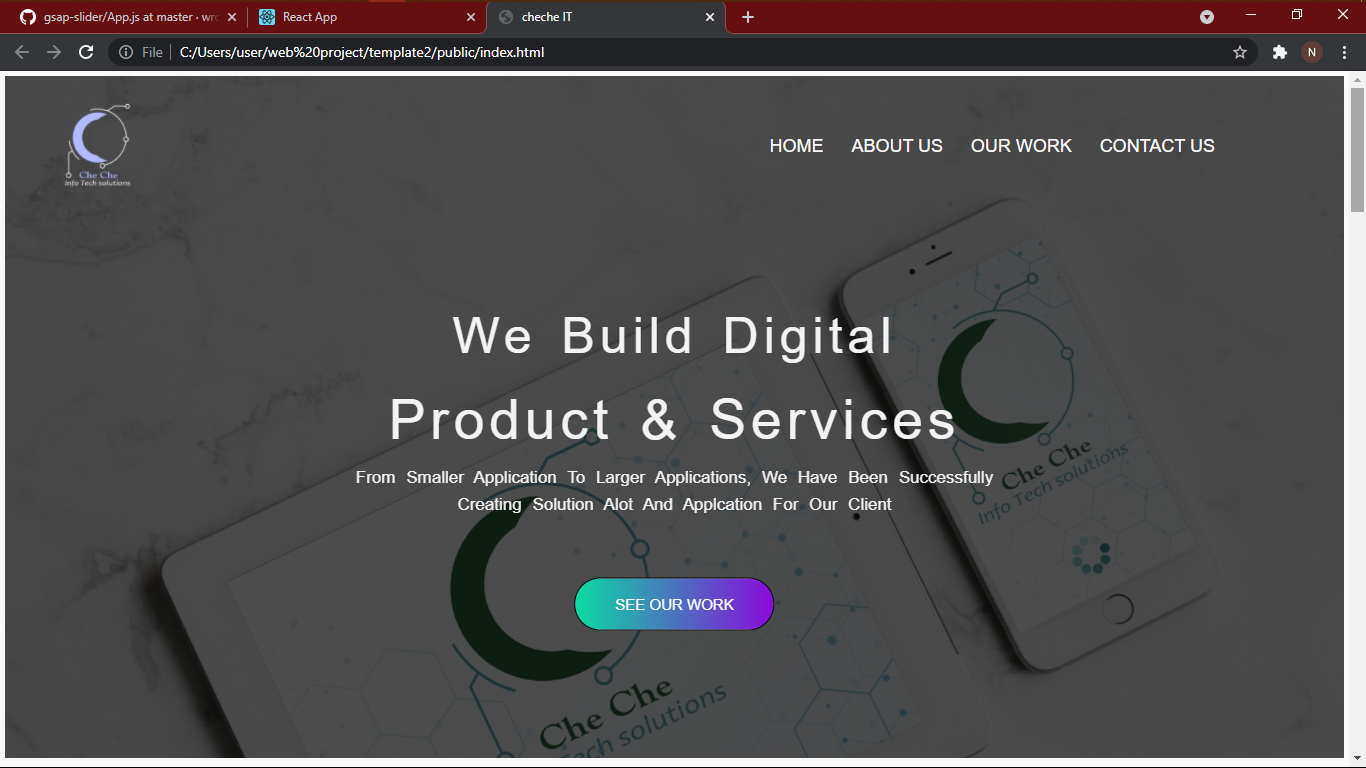 gsap-slider/App.js at master · wro
React App
cheche IT
File
C:/Users/user/web%20project/template2/public/index.html
N
Che Che
Info Tech solutions
HOME
ABOUT US
OUR WORK
CONTACT US
We Build Digital
Product & Services
From Smaller Application To Larger Applications, We Have Been Successfully
Creating Solution Alot And Applcation For Our Client
SEE OUR WORK
Che Che
Info Tech solutions
Che Che
Tech solutions